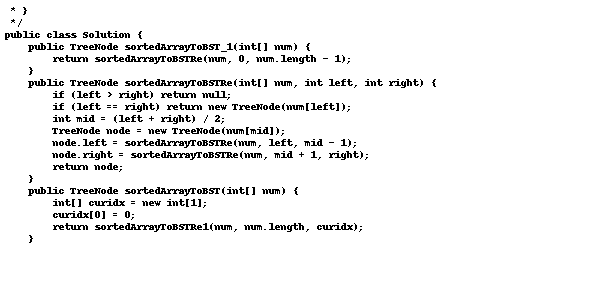 * }
 */
public class Solution {
    public TreeNode sortedArrayToBST_1(int[] num) {
        return sortedArrayToBSTRe(num, 0, num.length - 1);
    }
    public TreeNode sortedArrayToBSTRe(int[] num, int left, int right) {
        if (left > right) return null;
        if (left == right) return new TreeNode(num[left]);
        int mid = (left + right) / 2;
        TreeNode node = new TreeNode(num[mid]);
        node.left = sortedArrayToBSTRe(num, left, mid - 1);
        node.right = sortedArrayToBSTRe(num, mid + 1, right);
        return node;
    }
    public TreeNode sortedArrayToBST(int[] num) {
        int[] curidx = new int[1];
        curidx[0] = 0;
        return sortedArrayToBSTRe1(num, num.length, curidx);
    }